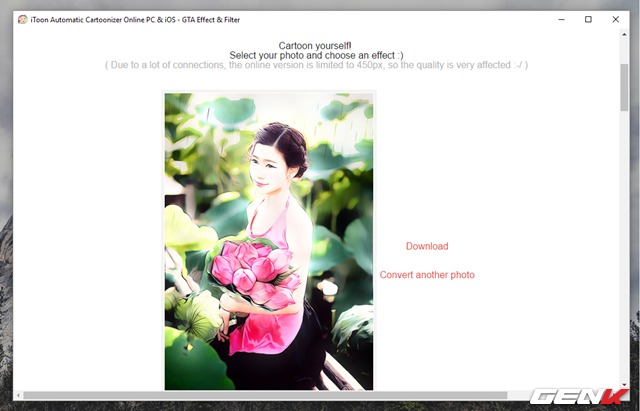 iToon Automatic Cartoonizer Online PC & iOS - GTA Effect & Filter
Cartoon yourself!
Select your photo and choose an effect :)
( Due to a lot of connections, the online version is limited to 450px, so the quality is very affected :-/ )
Download
Convert another photo
GENK